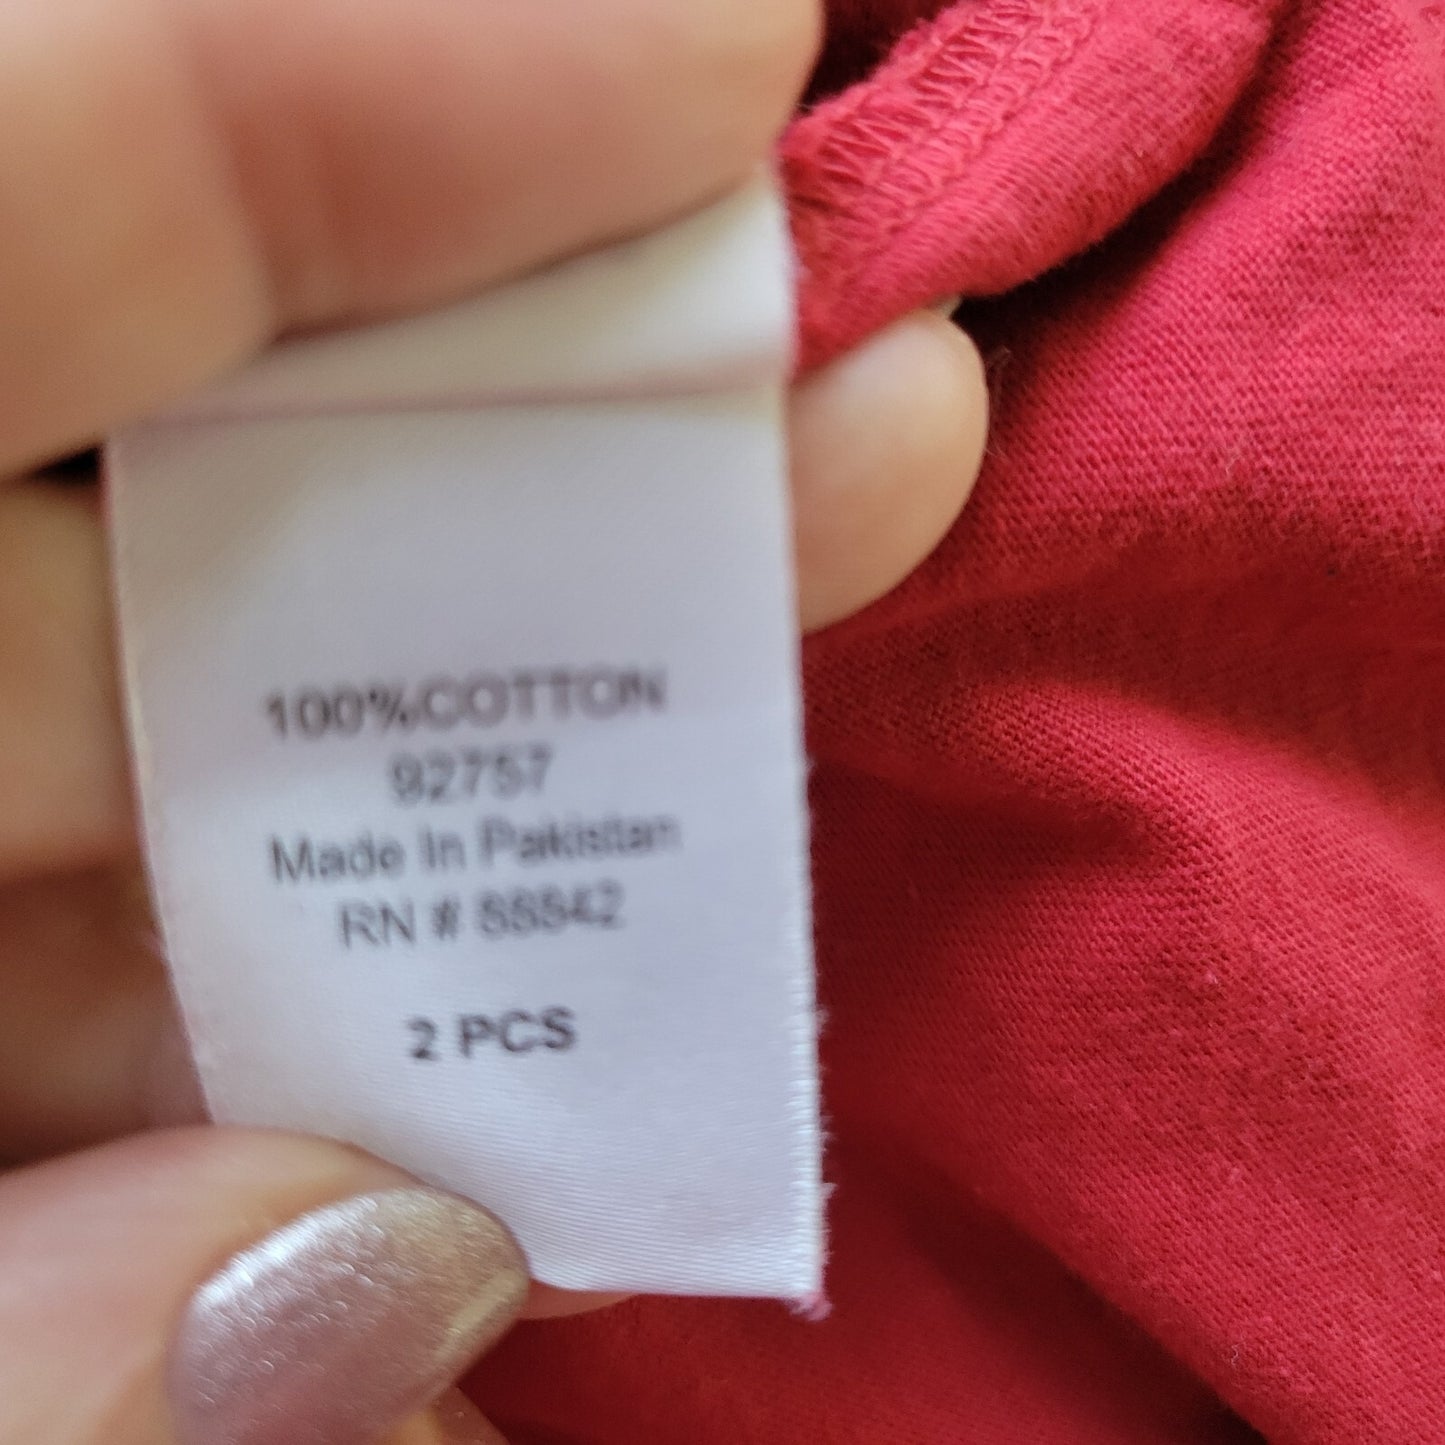 100%COTTON
92757
Made In Pakistan
RN # 88842
2 PCS